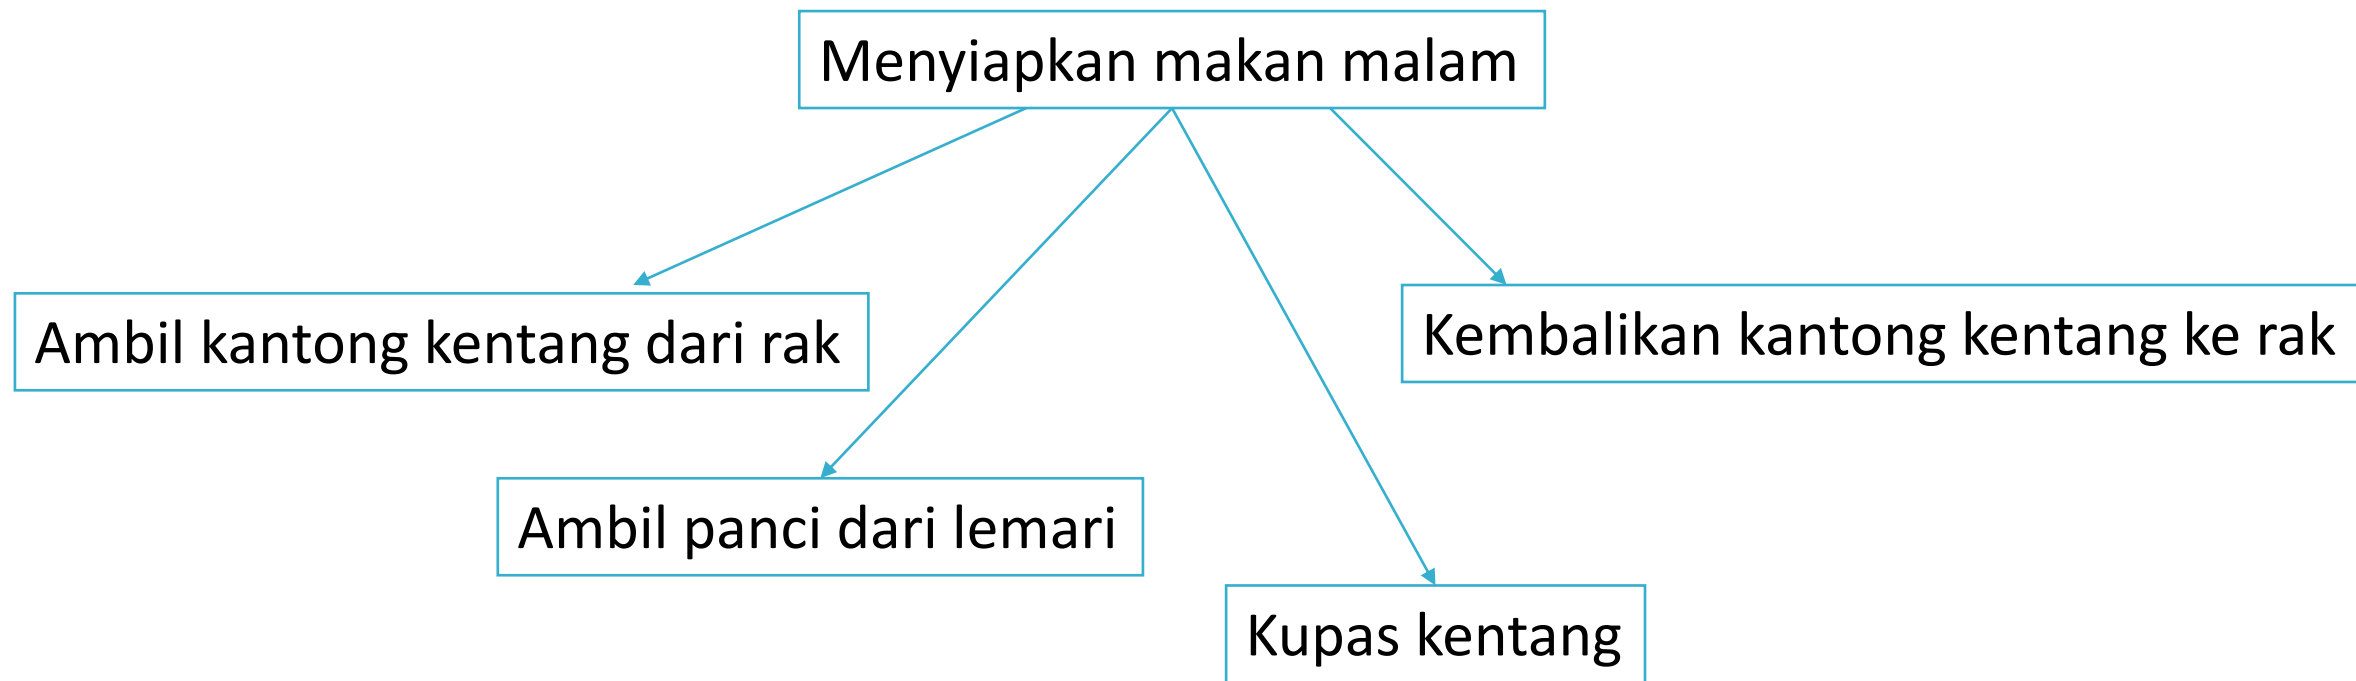 Menyiapkan makan malam
Ambil kantong kentang dari rak
Kembalikan kantong kentang ke rak
Ambil panci dari lemari
Kupas kentang